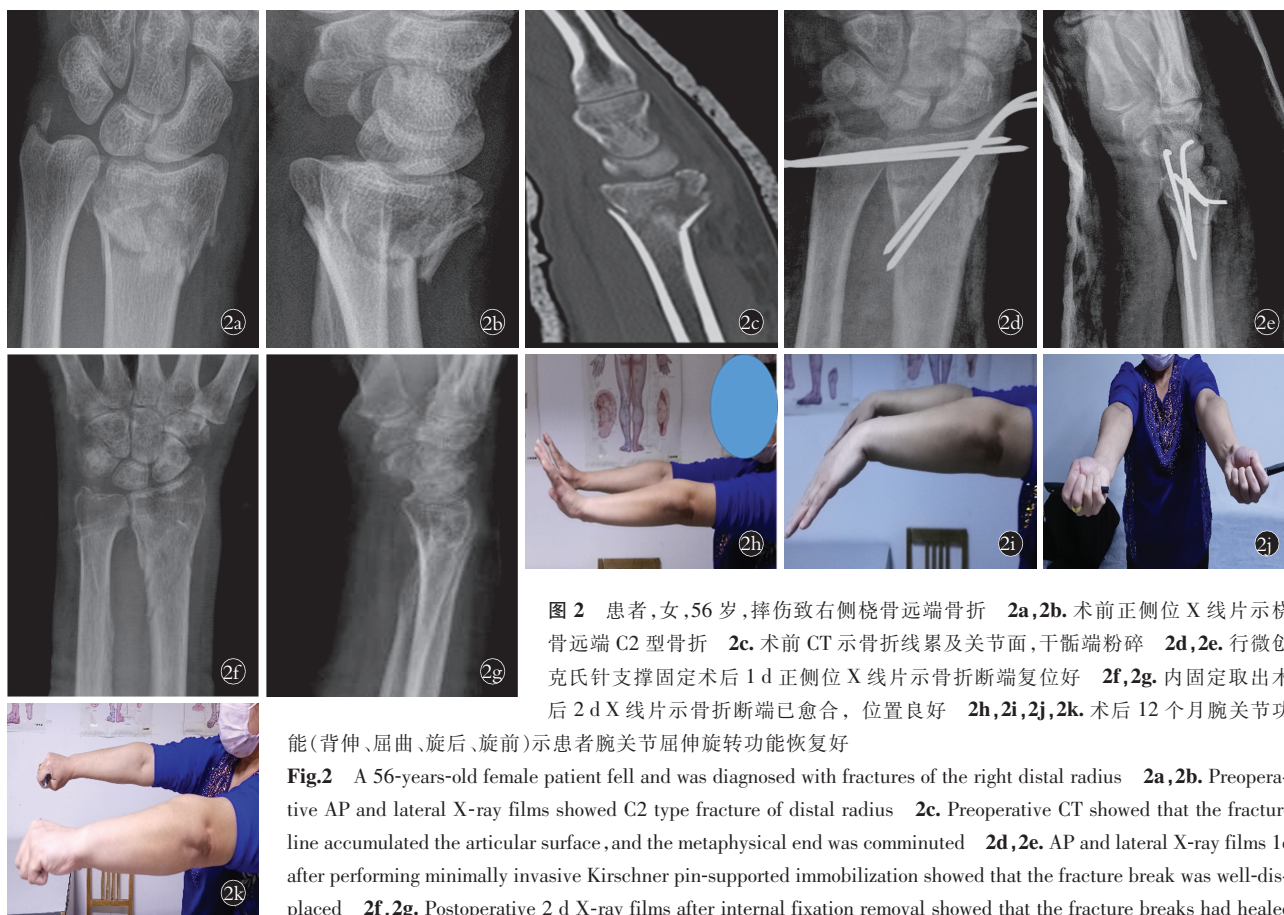 2a
2b
2c
2d
2e
2f
2g
2h
2i
2j
2k
图 2 患者,女,56 岁,摔伤致右侧桡骨远端骨折 2a,2b. 术前正侧位 X 线片示桡
骨远端 C2 型骨折 2c. 术前 CT 示骨折线累及关节面,干骺端粉碎 2d,2e. 行微创
克氏针支撑固定术后 1 d 正侧位 X 线片示骨折断端复位好 2f,2g. 内固定取出术
后 2 d X 线片示骨折断端已愈合, 位置良好 2h,2i,2j,2k. 术后 12 个月腕关节功
能(背伸、屈曲、旋后、旋前)示患者腕关节屈伸旋转功能恢复好
Fig.2 A 56-years-old female patient fell and was diagnosed with fractures of the right distal radius 2a,2b. Preopera-
tive AP and lateral X-ray films showed C2 type fracture of distal radius 2c. Preoperative CT showed that the fractur
line accumulated the articular surface,and the metaphysical end was comminuted 2d,2e. AP and lateral X-ray films 1d
after performing minimally invasive Kirschner pin-supported immobilization showed that the fracture break was well-dis-
placed 2f,2g. Postoperative 2 d X-ray films after internal fixation removal showed that the fracture breaks had heale